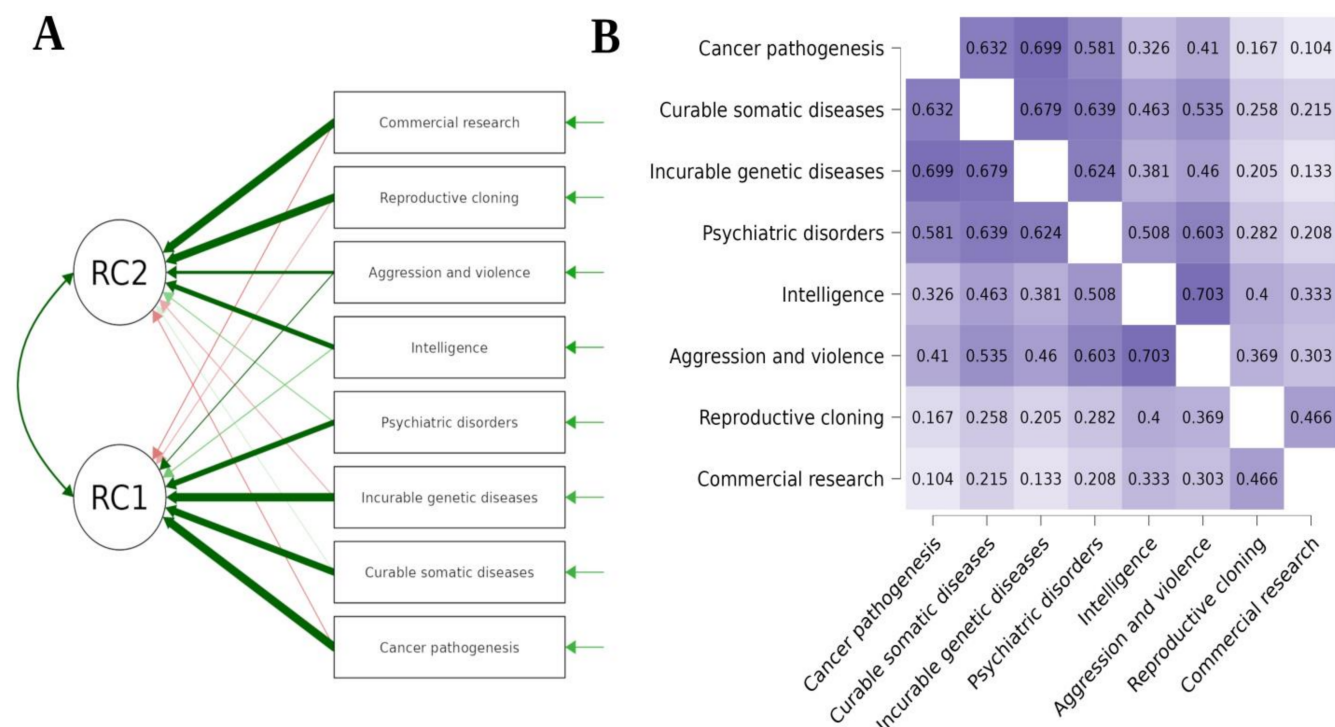 A
Commercial research
Reproductive cloning
Aggression and violence
Intelligence
Psychiatric disorders
Incurable genetic diseases
Curable somatic diseases
Cancer pathogenesis
RC2
RC1
B
Cancer pathogenesis 0.632 0.699 0.581 0.326 0.41 0.167 0.104
Curable somatic diseases 0.632 0.679 0.639 0.463 0.535 0.258 0.215
Incurable genetic diseases 0.699 0.679 0.624 0.381 0.46 0.205 0.133
Psychiatric disorders 0.581 0.639 0.624 0.508 0.603 0.282 0.208
Intelligence 0.326 0.463 0.381 0.508 0.703 0.4 0.333
Aggression and violence 0.41 0.535 0.46 0.603 0.703 0.369 0.303
Reproductive cloning 0.167 0.258 0.205 0.282 0.4 0.369 0.466
Commercial research 0.104 0.215 0.133 0.208 0.333 0.303 0.466
Cancer pathogenesis
Curable somatic diseases
Incurable genetic diseases
Psychiatric disorders
Intelligence
Aggression and violence
Reproductive cloning
Commercial research